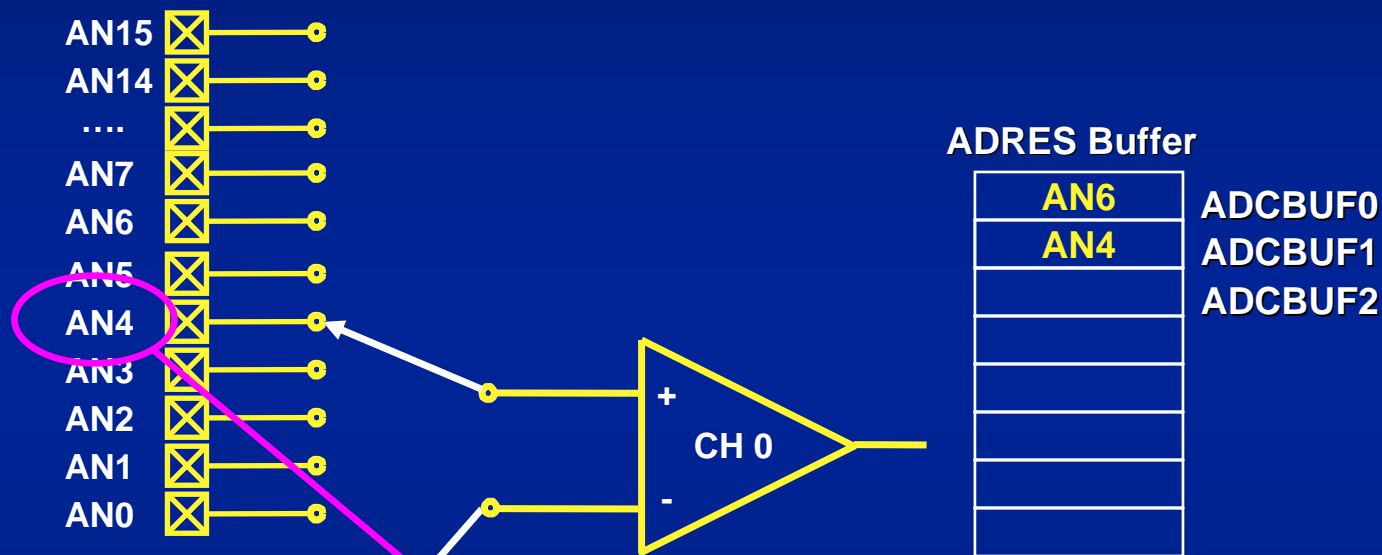 AN15
AN14
....
AN7
AN6
AN5
AN4
AN3
AN2
AN1
AN0
+
CH 0
-
ADRES Buffer
AN6
ADCBUF0
AN4
ADCBUF1
ADCBUF2